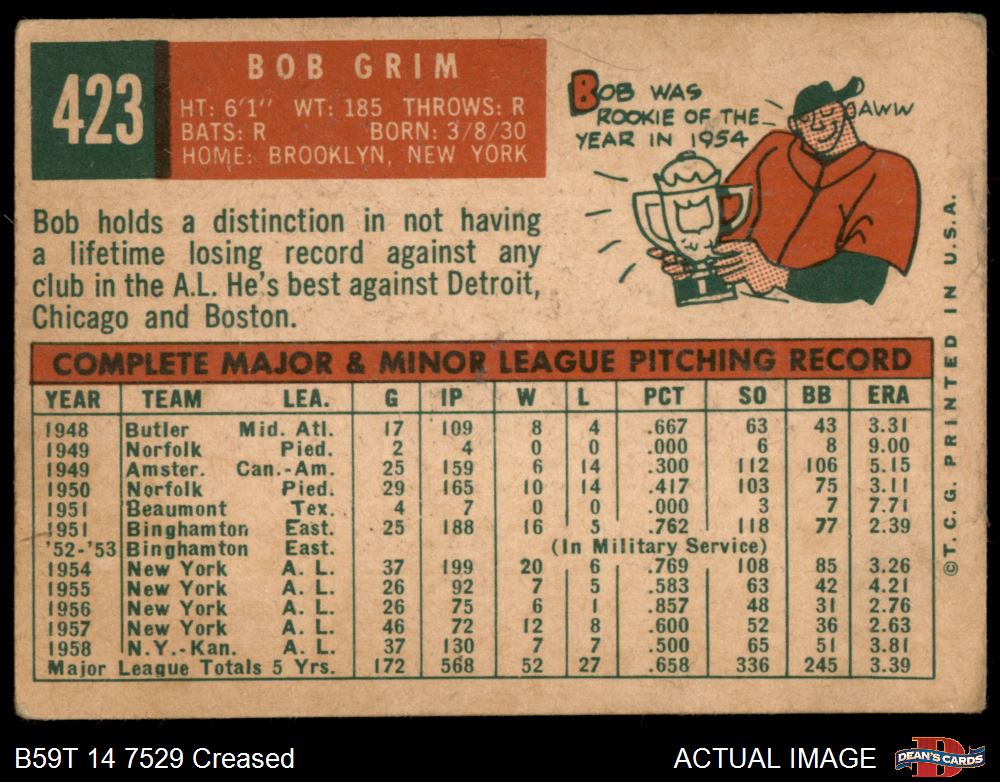 423
BOB GRIM
HT: 6'1" WT: 185 THROWS: R
BATS: R BORN: 3/8/30
HOME: BROOKLYN, NEW YORK
BOB WAS
ROOKIE OF THE
YEAR IN 1954
AWW
Bob holds a distinction in not having
a lifetime losing record against any
club in the A.L. He's best against Detroit,
Chicago and Boston.
COMPLETE MAJOR & MINOR LEAGUE PITCHING RECORD
YEAR TEAM LEA. G IP W L PCT SO BB ERA
1948 Butler Mid. Atl. 17 109 8 4 .667 63 43 3.31
1949 Norfolk Pied. 2 4 0 0 .000 6 8 9.00
1949 Amster. Can.-Am. 25 159 6 14 .300 112 106 5.15
1950 Norfolk Pied. 29 165 10 14 .417 103 75 3.11
1951 Beaumont Tex. 4 7 0 0 .000 3 7 7.71
1951 Binghamton East. 25 188 16 5 .762 118 77 2.39
'52-'53 Binghamton East. (In Military Service)
1954 New York A. L. 37 199 20 6 .769 108 85 3.26
1955 New York A. L. 26 92 7 5 .583 63 42 4.21
1956 New York A. L. 26 75 6 1 .857 48 31 2.76
1957 New York A. L. 46 72 12 8 .600 52 36 2.63
1958 N.Y.-Kan. A. L. 37 130 7 7 .500 65 51 3.81
Major League Totals 5 Yrs. 172 568 52 27 .658 336 245 3.39
©T.C.G. PRINTED IN U.S.A.
B59T 14 7529 Creased
ACTUAL IMAGE
D
DEAN'S CARDS